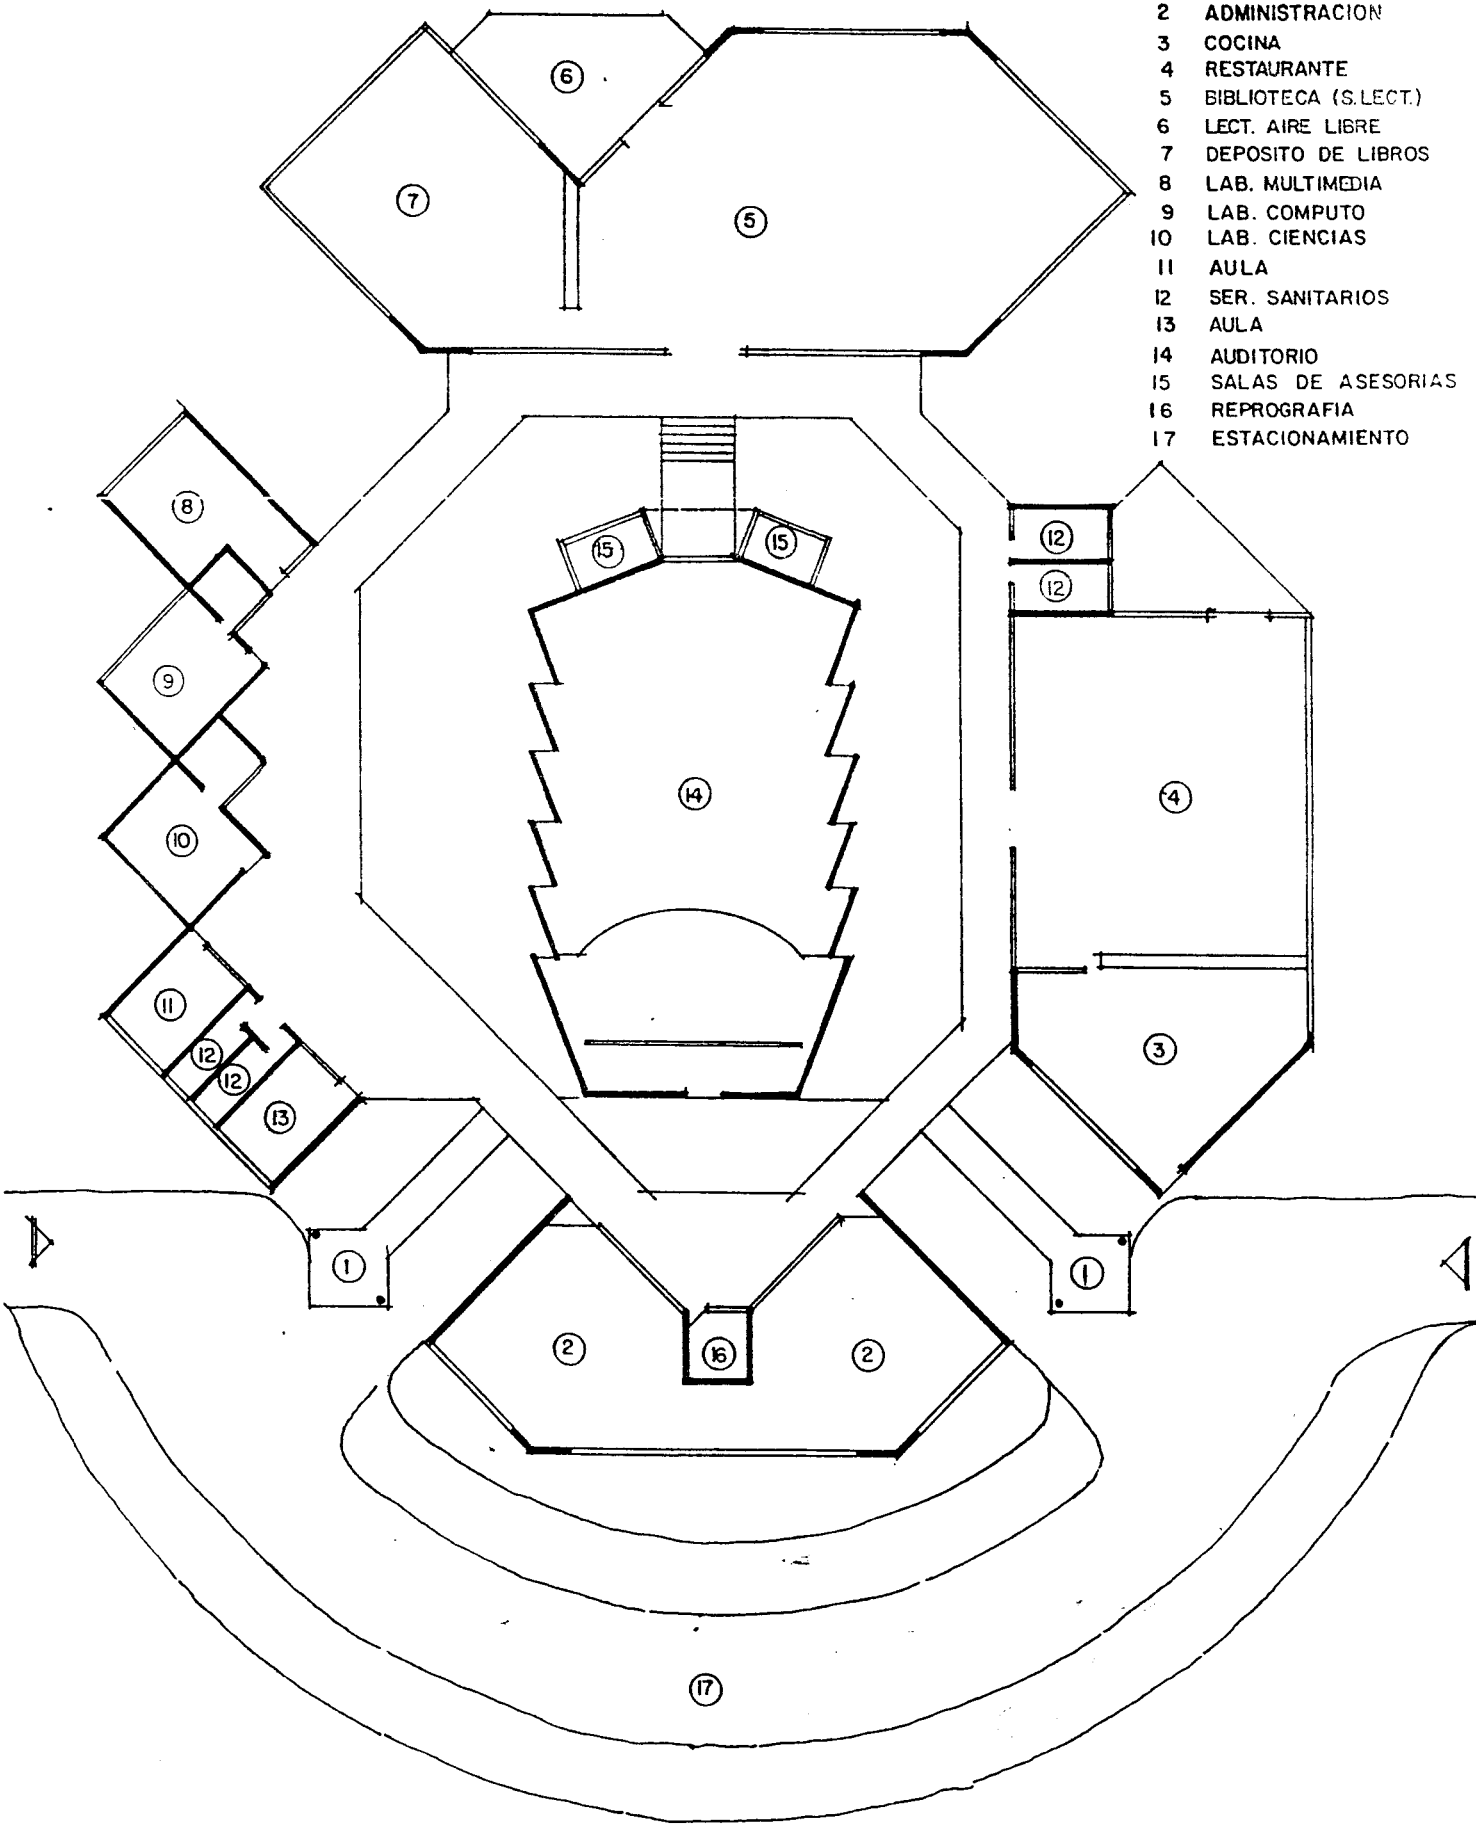 2 ADMINISTRACION
3 COCINA
4 RESTAURANTE
5 BIBLIOTECA (S.LECT.)
6 LECT. AIRE LIBRE
7 DEPOSITO DE LIBROS
8 LAB. MULTIMEDIA
9 LAB. COMPUTO
10 LAB. CIENCIAS
11 AULA
12 SER. SANITARIOS
13 AULA
14 AUDITORIO
15 SALAS DE ASESORIAS
16 REPROGRAFIA
17 ESTACIONAMIENTO
6
7
5
8
15
15
12
12
9
14
4
10
11
12
12
13
3
1
1
2
16
2
17